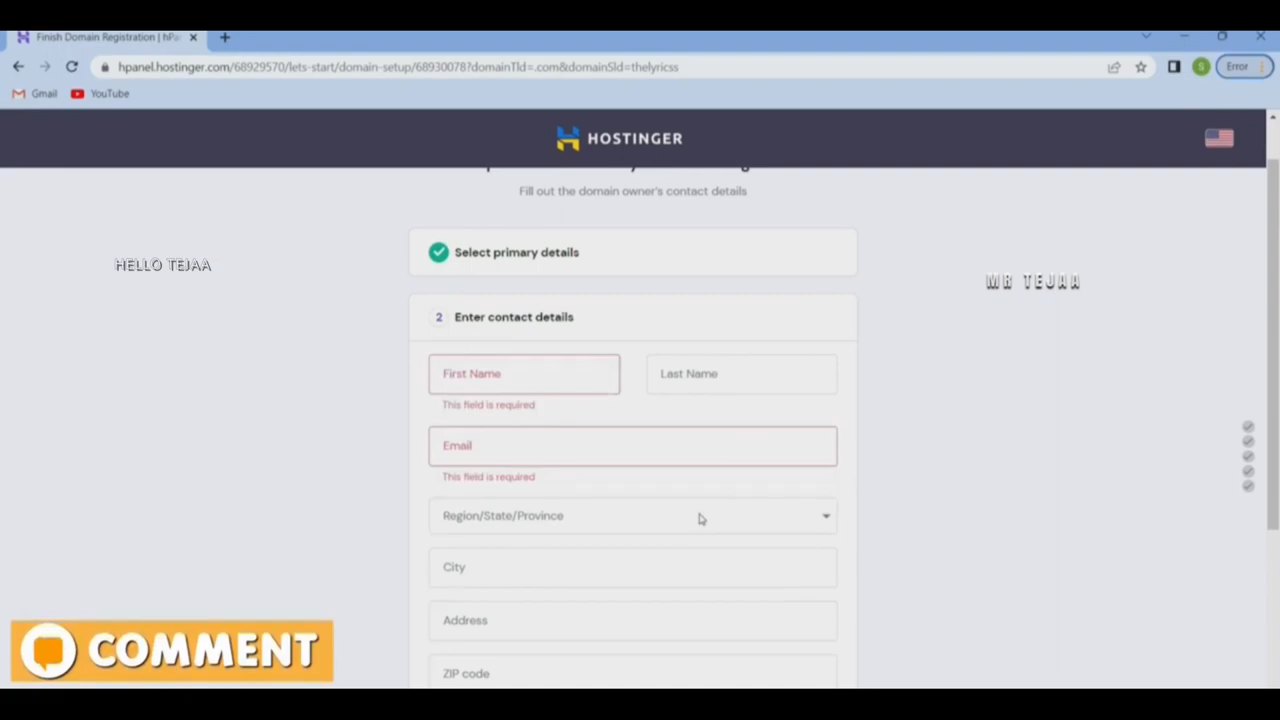 Finish Domain Registration | hPa
hpanel.hostinger.com/68929570/lets-start/domain-setup/68930078?domainTld=.com&domainSld=thelyricss
Error
Gmail
YouTube
HOSTINGER
Fill out the domain owner's contact details
Select primary details
HELLO TEJAA
MR TEJAA
2 Enter contact details
First Name
Last Name
This field is required
Email
This field is required
Region/State/Province
City
Address
COMMENT
ZIP code